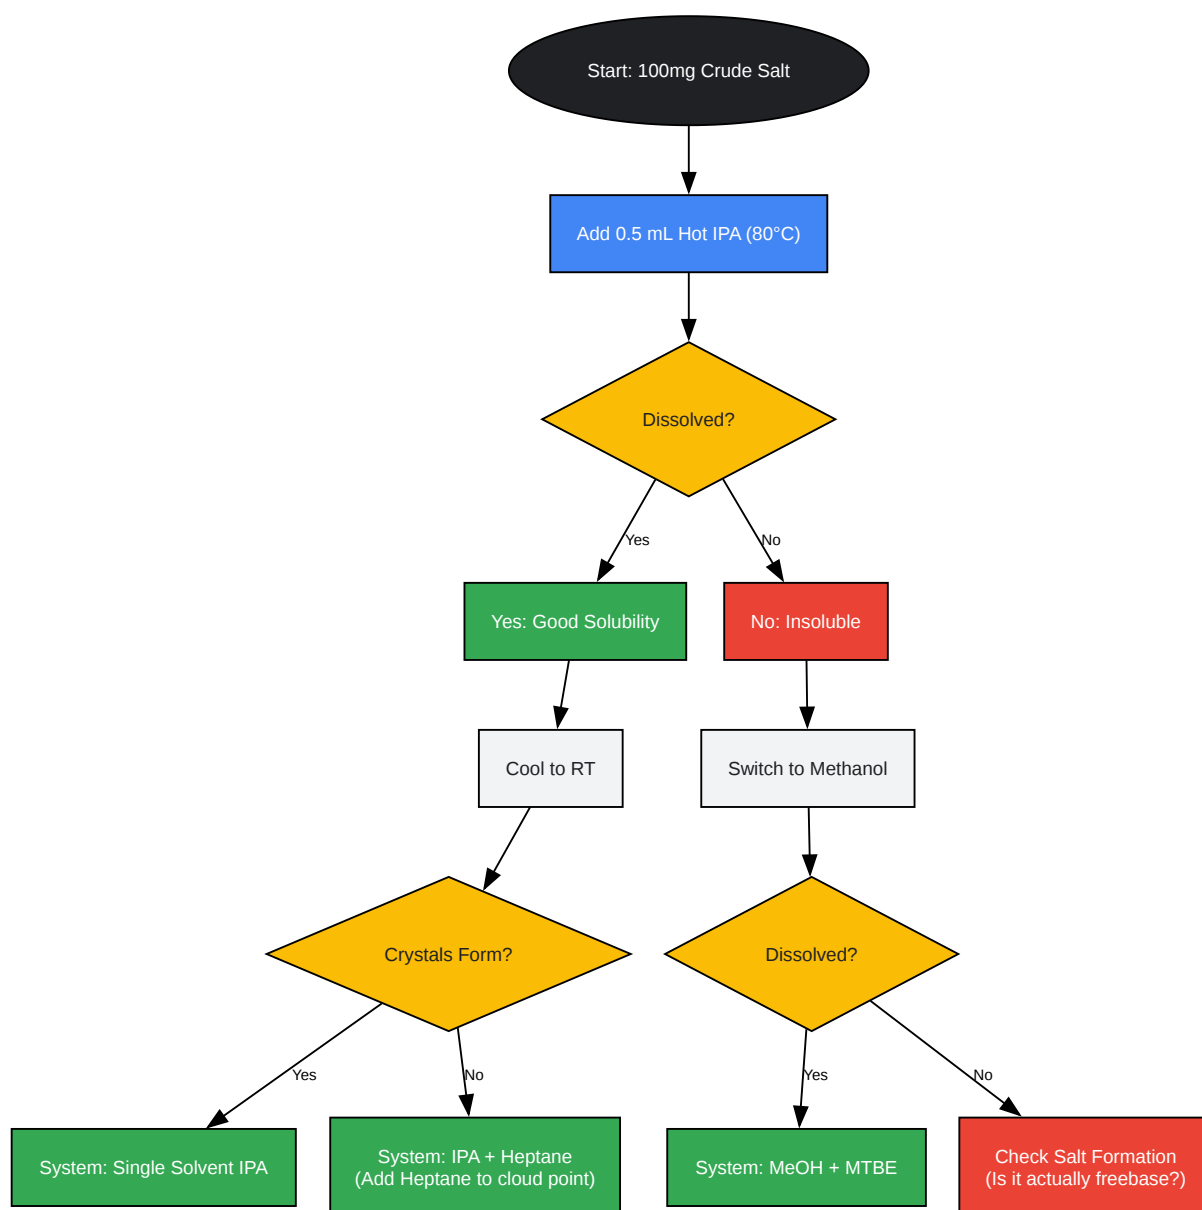 Start: 100mg Crude Salt
Add 0.5 mL Hot IPA (80°C)
Dissolved?
Yes
No
Yes: Good Solubility
No: Insoluble
Cool to RT
Switch to Methanol
Crystals Form?
Dissolved?
Yes
No
Yes
No
System: Single Solvent IPA
System: IPA + Heptane
(Add Heptane to cloud point)
System: MeOH + MTBE
Check Salt Formation
(Is it actually freebase?)